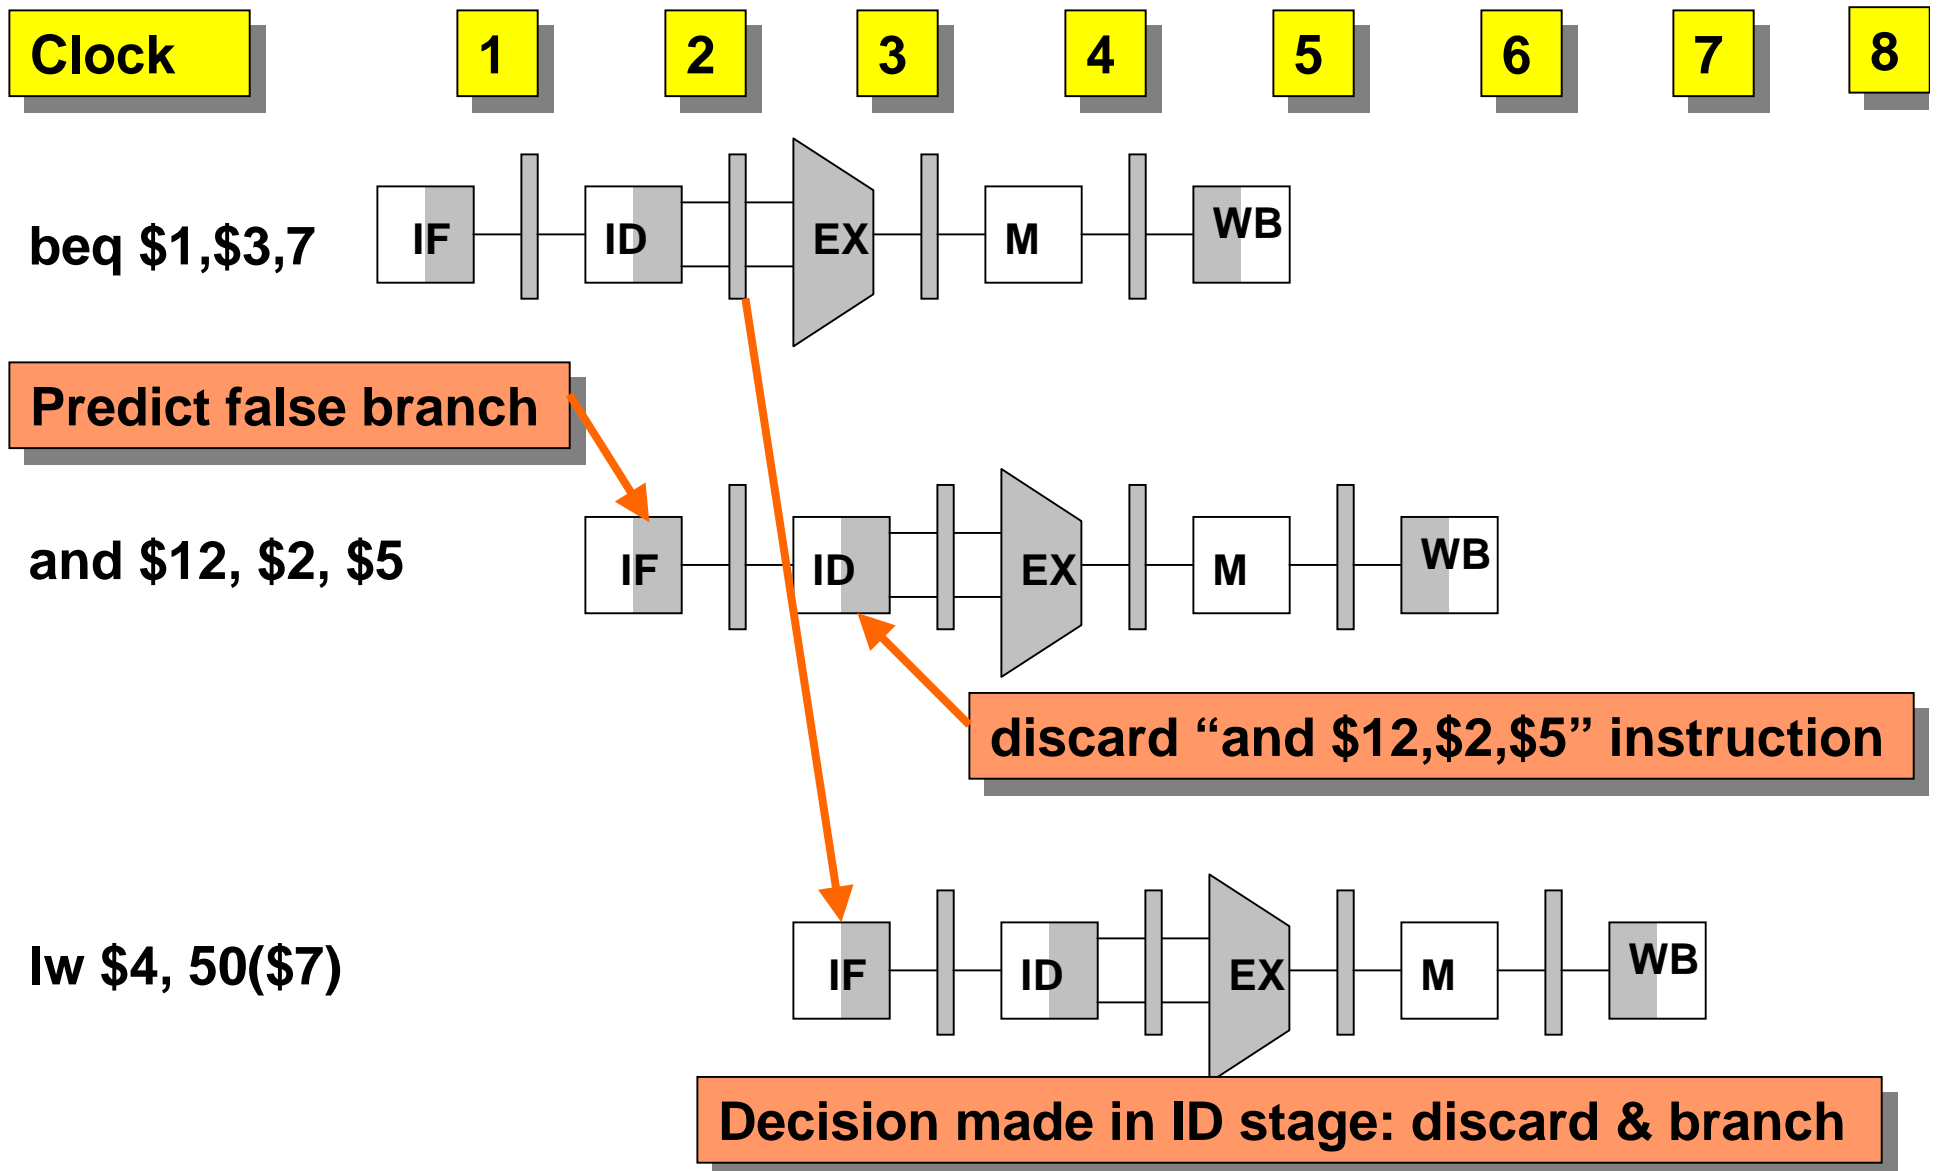 Clock 1 2 3 4 5 6 7 8
beq $1,$3,7 IF ID EX M WB
Predict false branch
and $12, $2, $5 IF ID EX M WB
discard “and $12,$2,$5” instruction
lw $4, 50($7) IF ID EX M WB
Decision made in ID stage: discard & branch